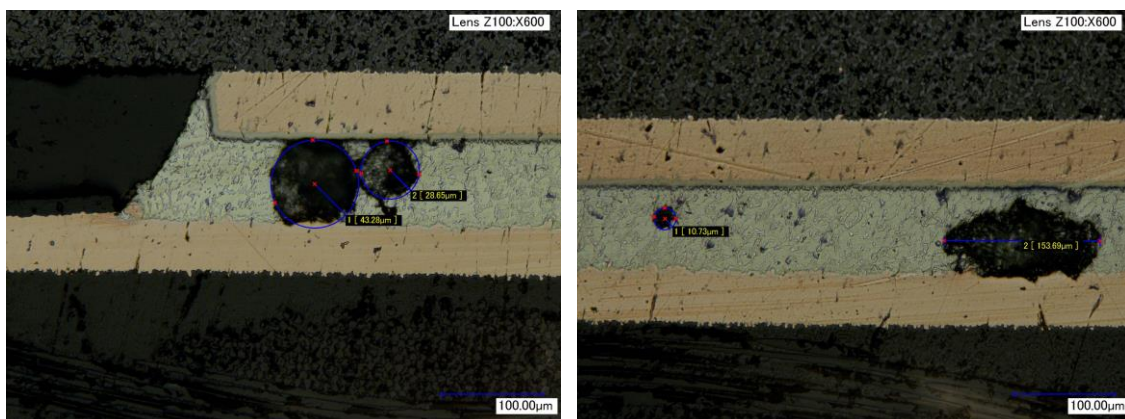 Lens Z100:X600
1 [ 43.28μm ]
2 [ 28.65μm ]
100.00μm
Lens Z100:X600
1 [ 10.73μm ]
2 [ 153.69μm ]
100.00μm